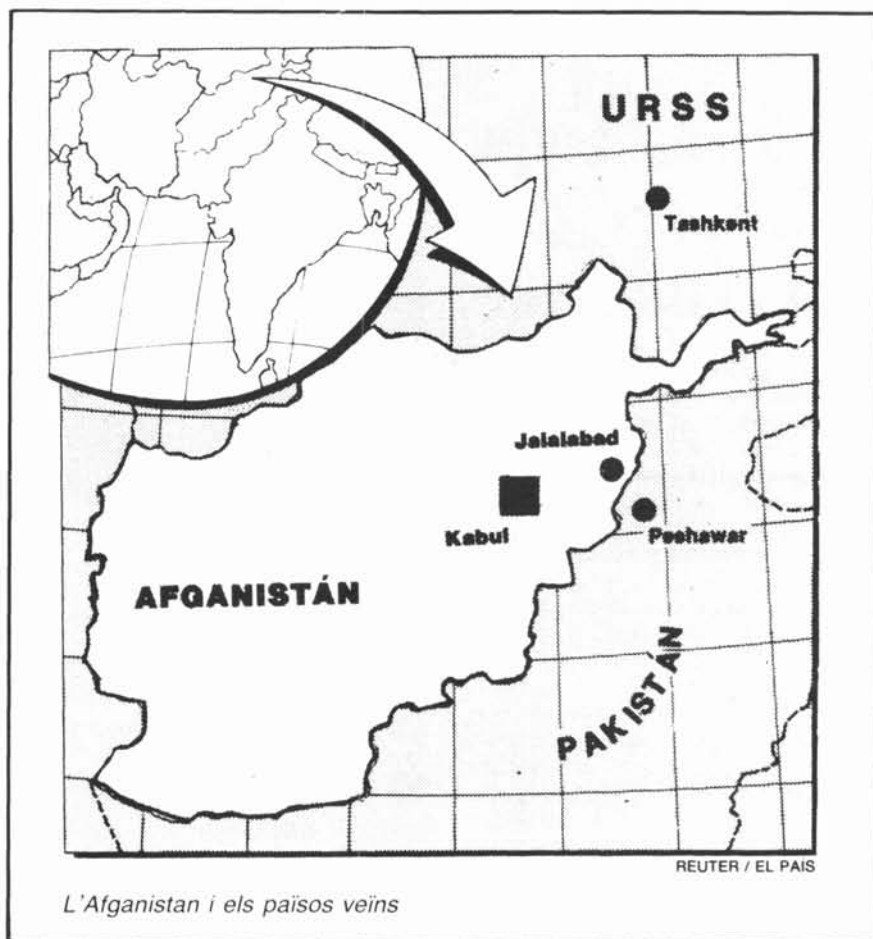 URSS
Tashkent
Jalalabad
Kabul
Peshawar
AFGANISTÁN
PAKISTÁN
REUTER / EL PAIS
L'Afganistan i els països veïns